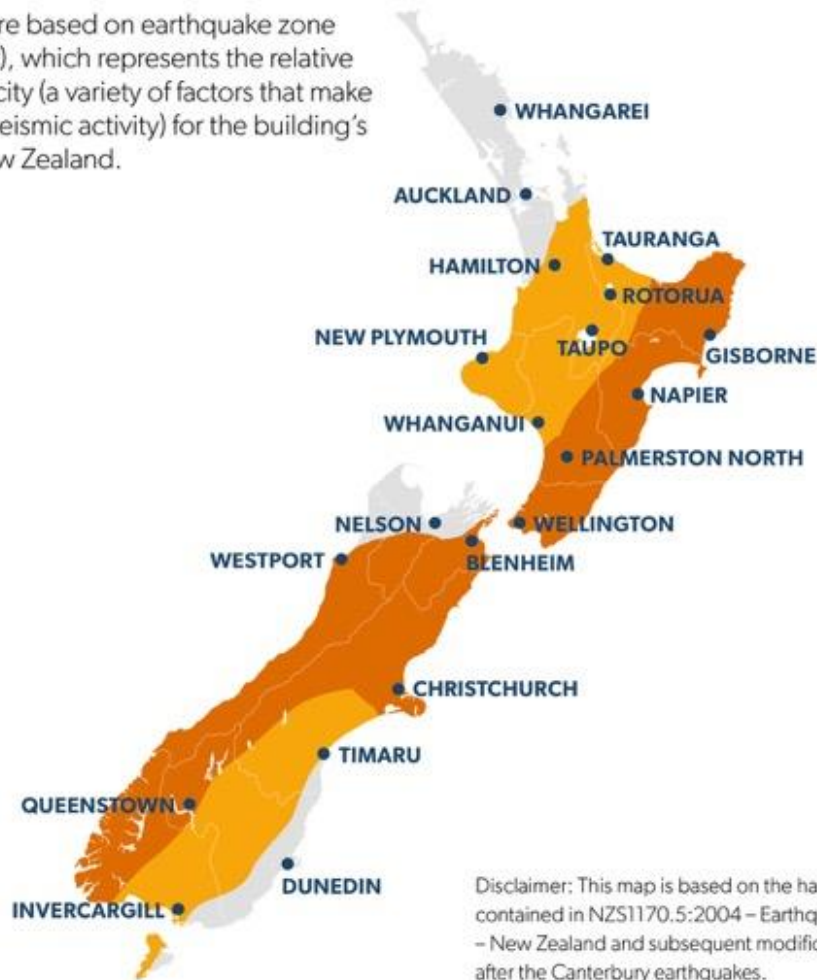 re based on earthquake zone
), which represents the relative
city (a variety of factors that make
eismic activity) for the building's
w Zealand.
WHANGAREI
AUCKLAND
TAURANGA
HAMILTON
ROTORUA
NEW PLYMOUTH
TAUPO
GISBORNE
NAPIER
WHANGANUI
PALMERSTON NORTH
NELSON
WELLINGTON
WESTPORT
BLENHEIM
CHRISTCHURCH
TIMARU
QUEENSTOWN
DUNEDIN
INVERCARGILL
Disclaimer: This map is based on the ha
contained in NZS1170.5:2004 – Earthq
– New Zealand and subsequent modific
after the Canterbury earthquakes.